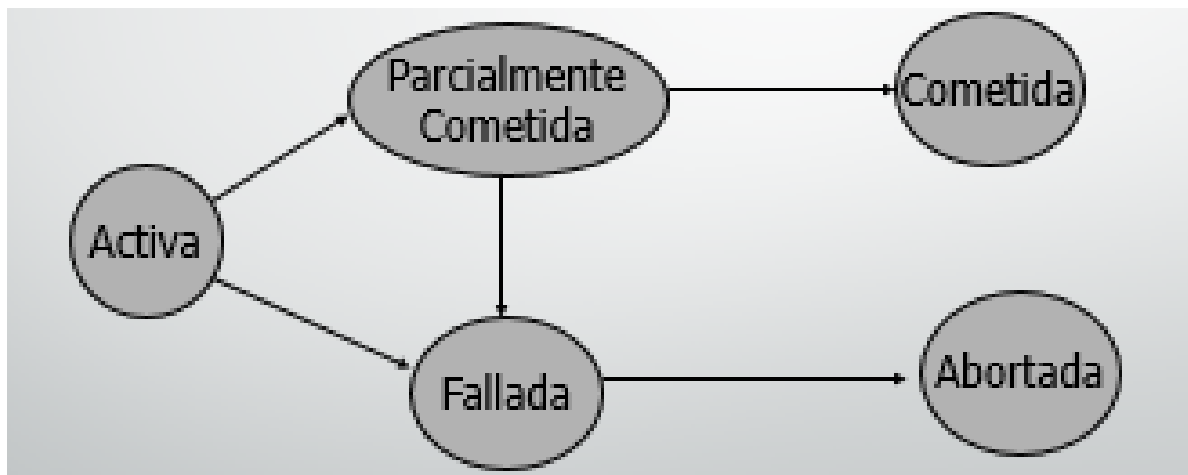 Parcialmente
Cometida
Cometida
Activa
Fallada
Abortada